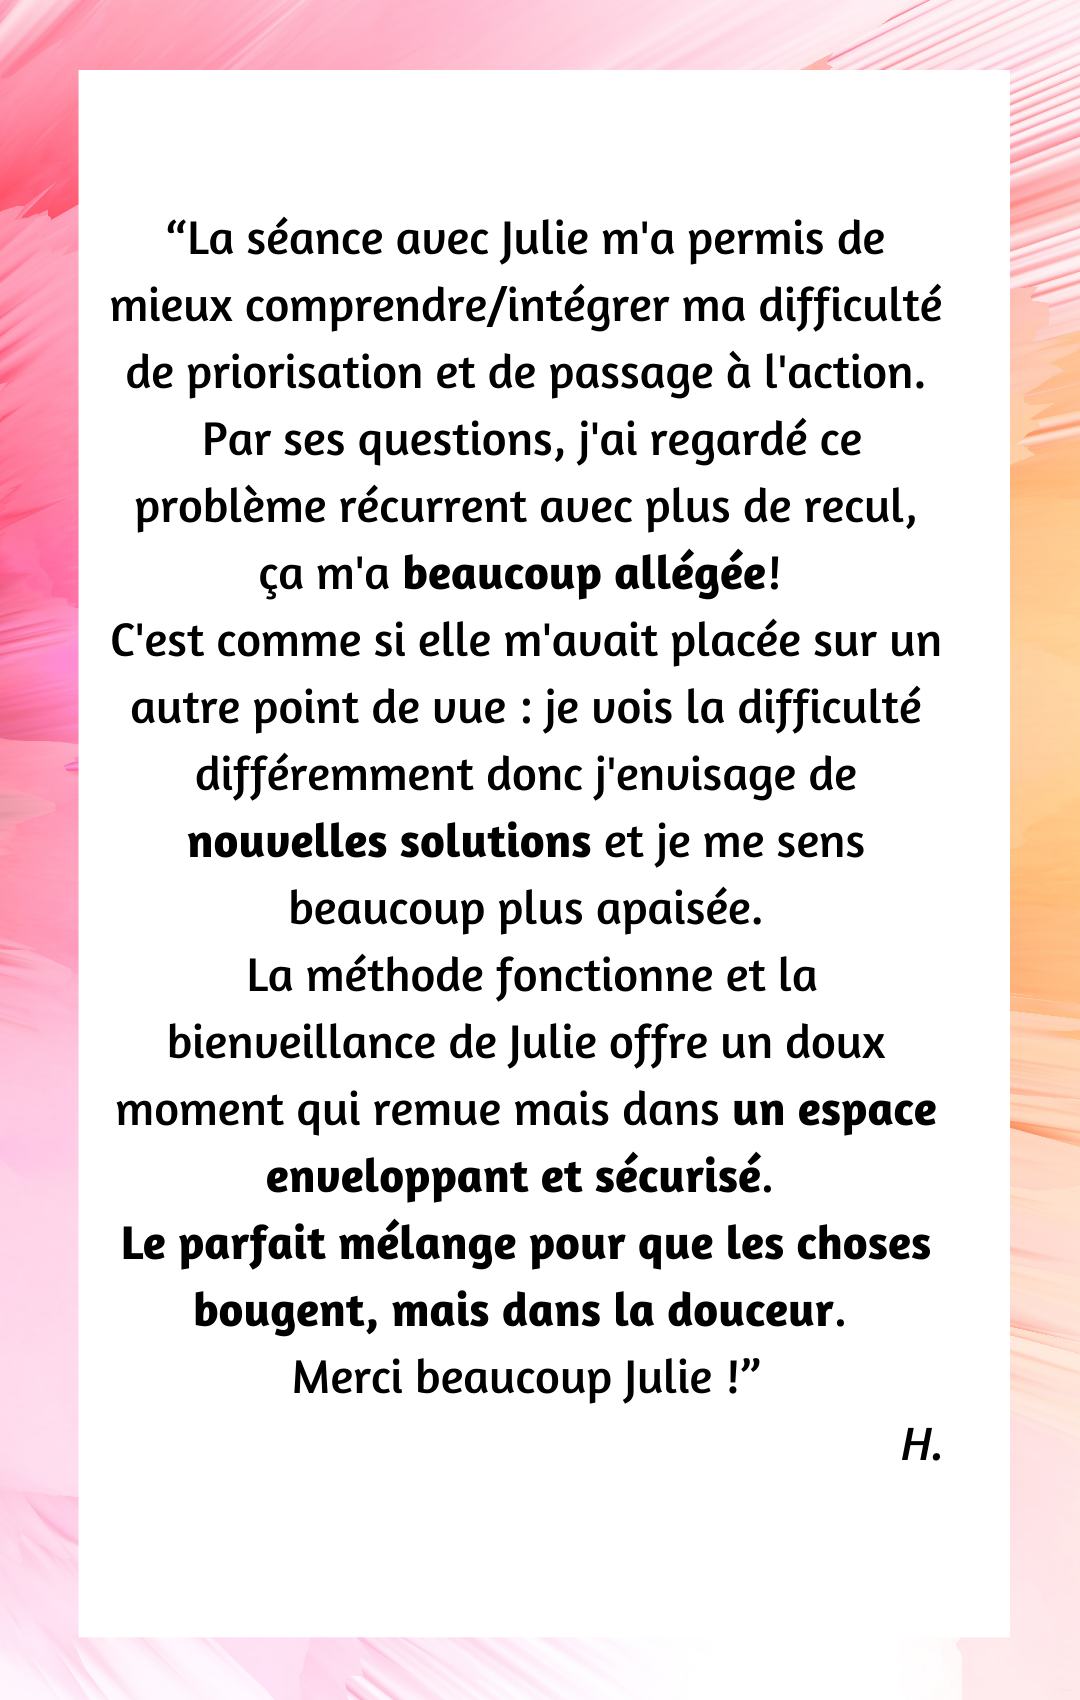 “La séance avec Julie m'a permis de
mieux comprendre/intégrer ma difficulté
de priorisation et de passage à l'action.
Par ses questions, j'ai regardé ce
problème récurrent avec plus de recul,
ça m'a beaucoup allégée!
C'est comme si elle m'avait placée sur un
autre point de vue : je vois la difficulté
différemment donc j'envisage de
nouvelles solutions et je me sens
beaucoup plus apaisée.
La méthode fonctionne et la
bienveillance de Julie offre un doux
moment qui remue mais dans un espace
enveloppant et sécurisé.
Le parfait mélange pour que les choses
bougent, mais dans la douceur.
Merci beaucoup Julie !”
H.